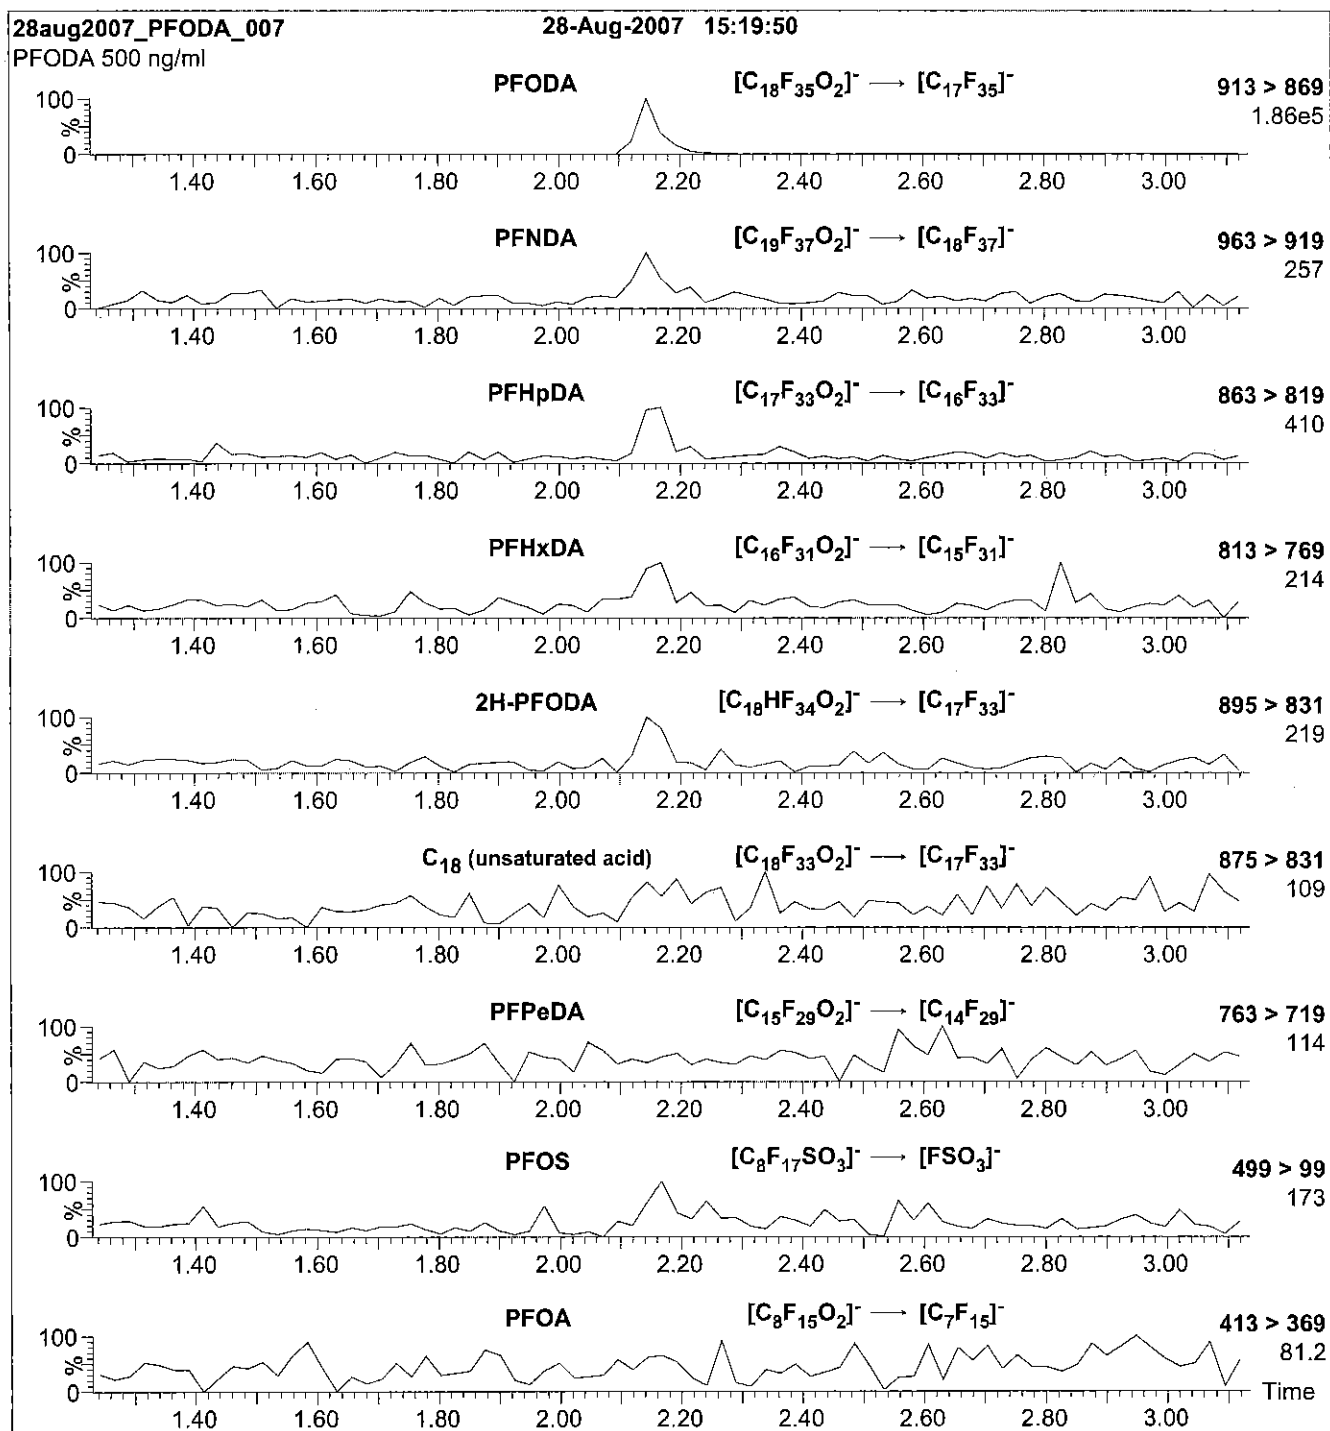 28aug2007_PFODA_007 28-Aug-2007 15:19:50
PFODA 500 ng/ml
PFODA [C18F35O2]- → [C17F35]- 913 > 869
100 1.86e5
%
0
1.40 1.60 1.80 2.00 2.20 2.40 2.60 2.80 3.00
PFNDA [C19F37O2]- → [C18F37]- 963 > 919
100 257
%
0
1.40 1.60 1.80 2.00 2.20 2.40 2.60 2.80 3.00
PFHpDA [C17F33O2]- → [C16F33]- 863 > 819
100 410
%
0
1.40 1.60 1.80 2.00 2.20 2.40 2.60 2.80 3.00
PFHxDA [C16F31O2]- → [C15F31]- 813 > 769
100 214
%
0
1.40 1.60 1.80 2.00 2.20 2.40 2.60 2.80 3.00
2H-PFODA [C18HF34O2]- → [C17F33]- 895 > 831
100 219
%
0
1.40 1.60 1.80 2.00 2.20 2.40 2.60 2.80 3.00
C18 (unsaturated acid) [C18F33O2]- → [C17F33]- 875 > 831
100 109
%
0
1.40 1.60 1.80 2.00 2.20 2.40 2.60 2.80 3.00
PFPeDA [C15F29O2]- → [C14F29]- 763 > 719
100 114
%
0
1.40 1.60 1.80 2.00 2.20 2.40 2.60 2.80 3.00
PFOS [C8F17SO3]- → [FSO3]- 499 > 99
100 173
%
0
1.40 1.60 1.80 2.00 2.20 2.40 2.60 2.80 3.00
PFOA [C8F15O2]- → [C7F15]- 413 > 369
100 81.2
%
0 Time
1.40 1.60 1.80 2.00 2.20 2.40 2.60 2.80 3.00